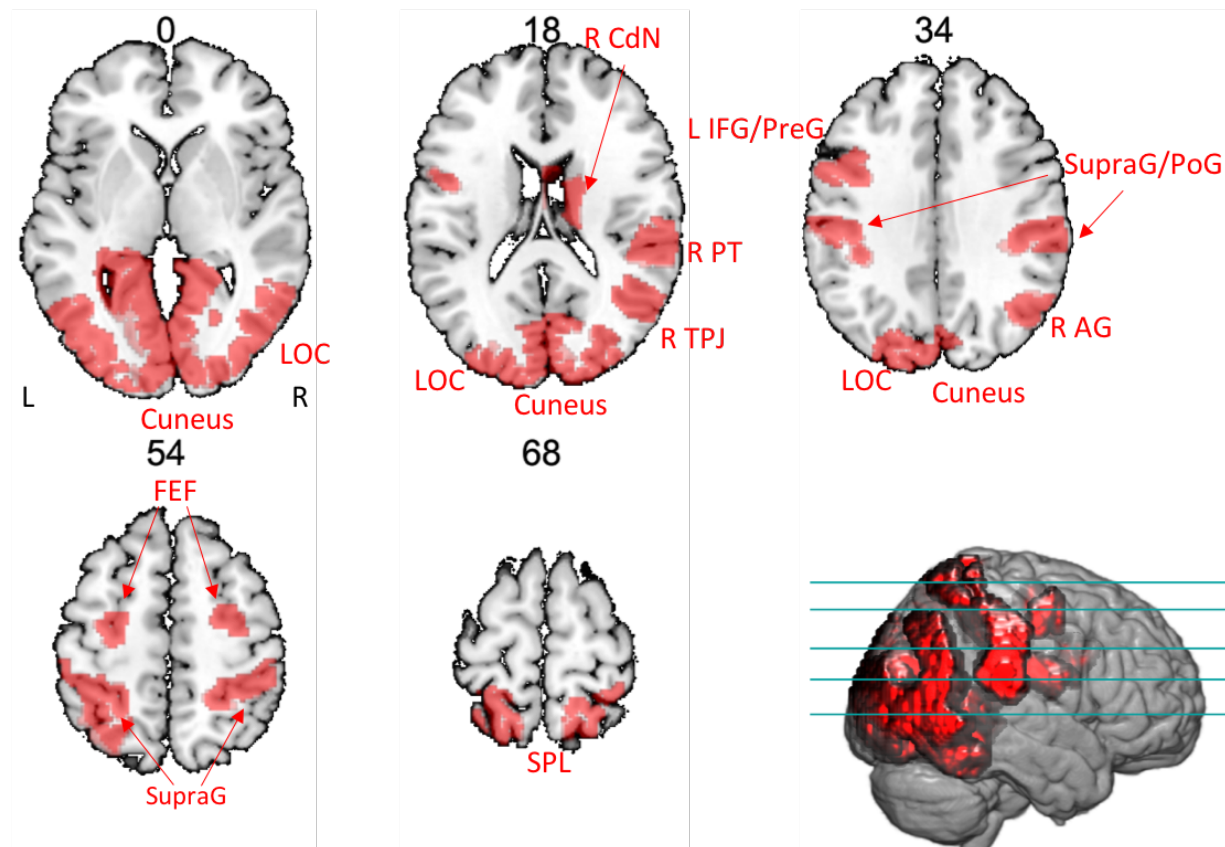 0
18
34
R CdN
L IFG/PreG
SupraG/PoG
R PT
R TPJ
R AG
LOC
LOC
LOC
L
R
Cuneus
Cuneus
Cuneus
54
68
FEF
SPL
SupraG